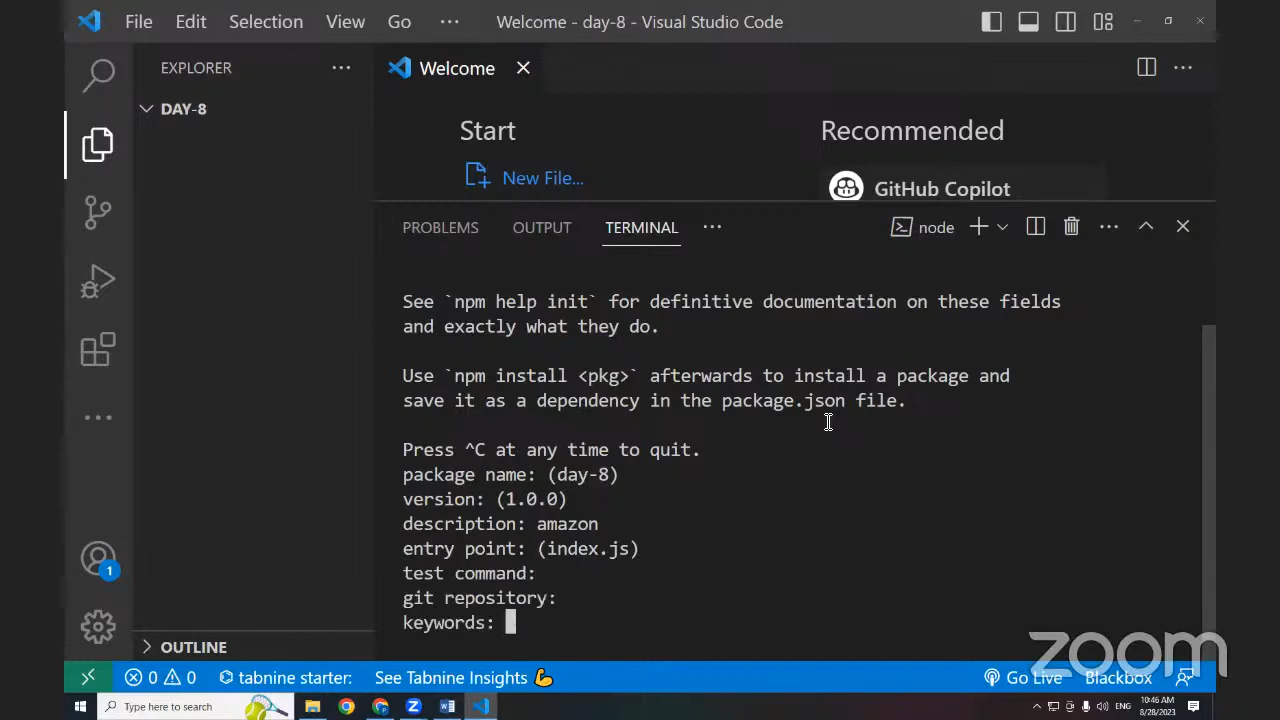 File Edit Selection View Go ··· Welcome - day-8 - Visual Studio Code
EXPLORER
Welcome
DAY-8
Start
Recommended
New File...
GitHub Copilot
PROBLEMS OUTPUT TERMINAL ··· node
See `npm help init` for definitive documentation on these fields
and exactly what they do.
Use `npm install <pkg>` afterwards to install a package and
save it as a dependency in the package.json file.
Press ^C at any time to quit.
package name: (day-8)
version: (1.0.0)
description: amazon
entry point: (index.js)
test command:
git repository:
keywords:
1
OUTLINE
zoom
0 0 tabnine starter: See Tabnine Insights 💪 Go Live Blackbox
Type here to search
ENG
10:46 AM
8/28/2023